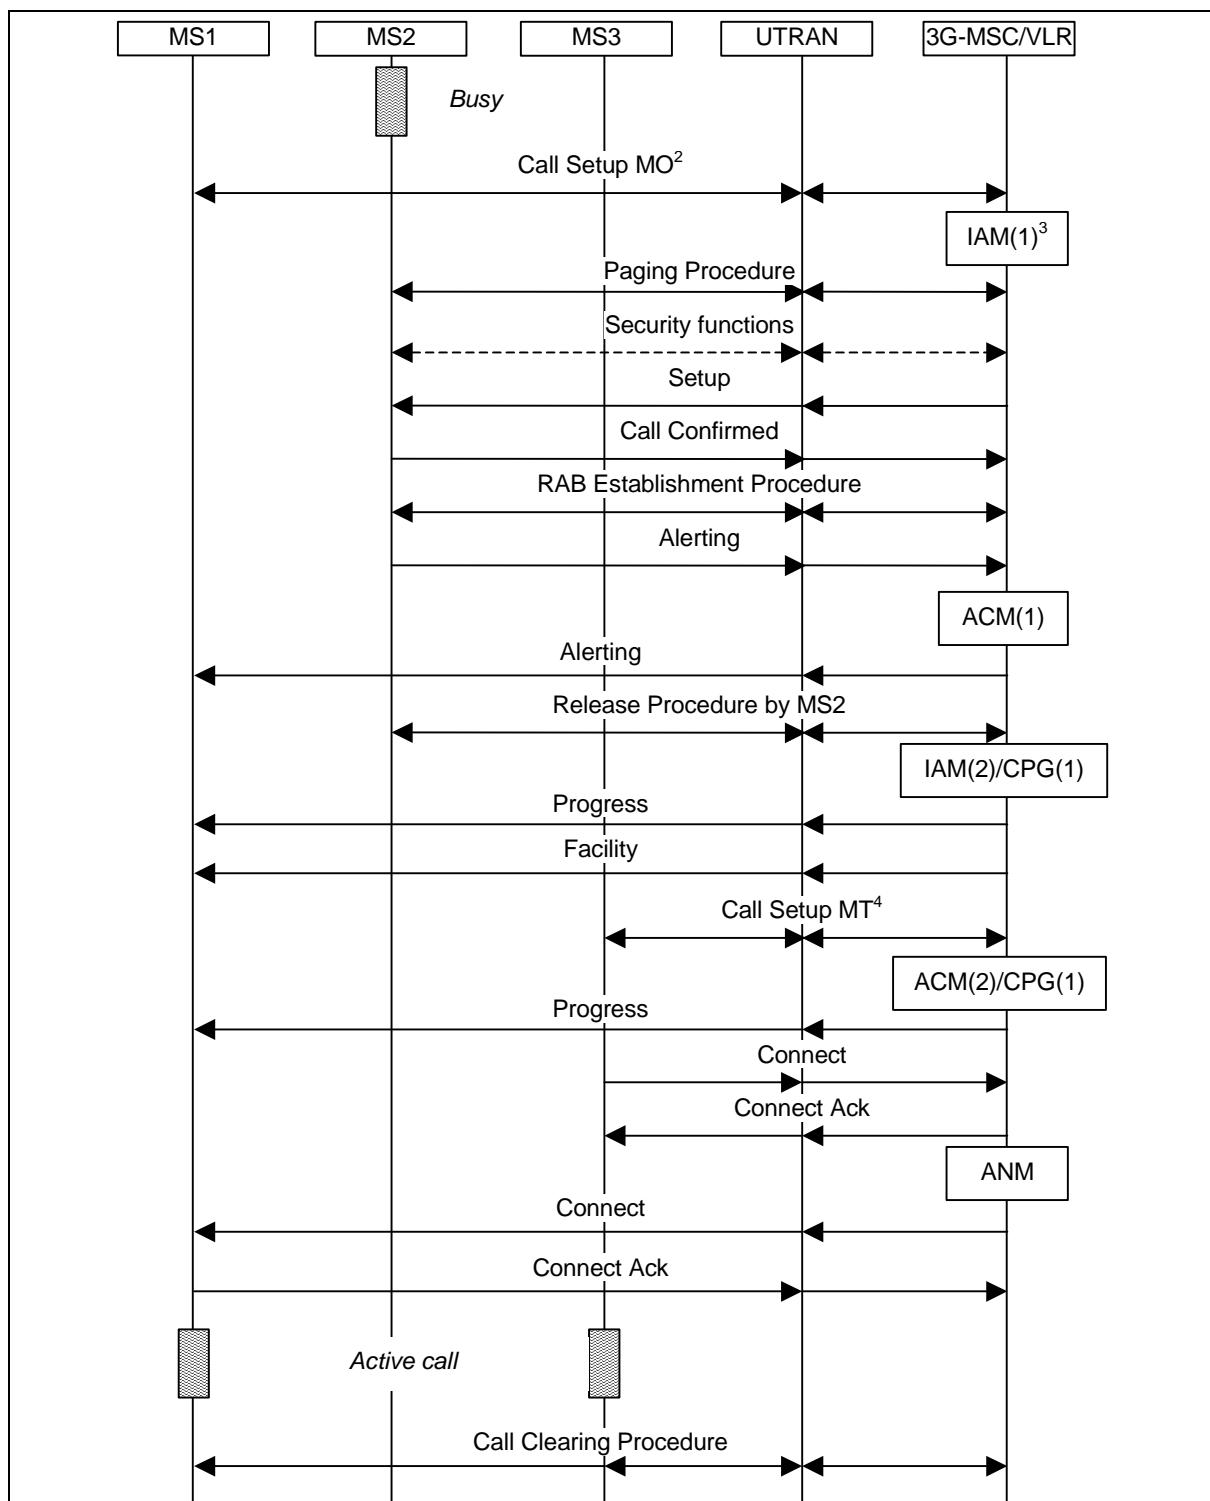 MS1 MS2 MS3 UTRAN 3G-MSC/VLR
Busy
Call Setup MO²
IAM(1)³
Paging Procedure
Security functions
Setup
Call Confirmed
RAB Establishment Procedure
Alerting
ACM(1)
Alerting
Release Procedure by MS2
IAM(2)/CPG(1)
Progress
Facility
Call Setup MT⁴
ACM(2)/CPG(1)
Progress
Connect
Connect Ack
ANM
Connect
Connect Ack
Active call
Call Clearing Procedure